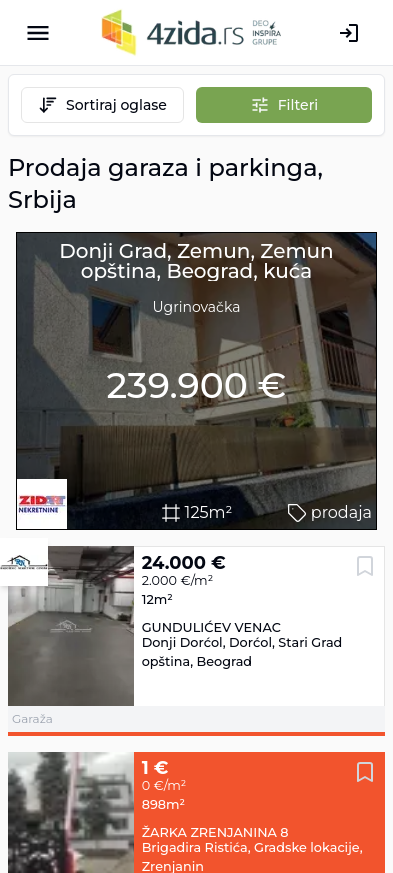 4zida.rs
DEO
INSPIRA
GRUPE
Sortiraj oglase
Filteri
Prodaja garaza i parkinga,
Srbija
Donji Grad, Zemun, Zemun
opština, Beograd, kuća
Ugrinovačka
239.900 €
ZID
NEKRETNINE
125m²
prodaja
24.000 €
2.000 €/m²
12m²
GUNDULIĆEV VENAC
Donji Dorćol, Dorćol, Stari Grad
opština, Beograd
Garaža
1 €
0 €/m²
898m²
ŽARKA ZRENJANINA 8
Brigadira Ristića, Gradske lokacije,
Zrenjanin